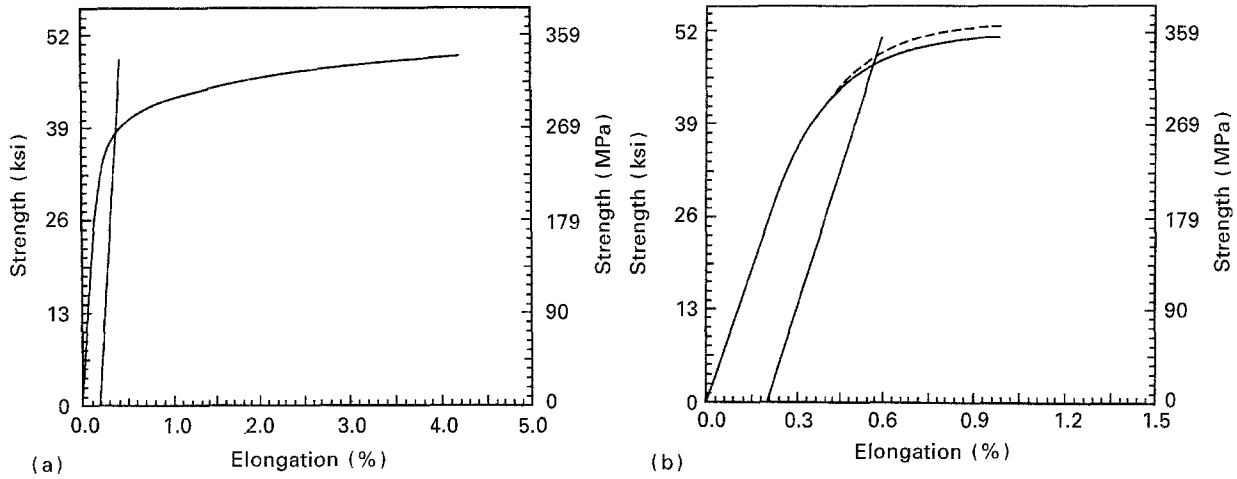 52
39
26
13
0
Strength (ksi)
359
269
179
90
0
Strength (MPa)
0.0 1.0 2.0 3.0 4.0 5.0
Elongation (%)
(a)
52
39
26
13
0
Strength (ksi)
359
269
179
90
0
Strength (MPa)
0.0 0.3 0.6 0.9 1.2 1.5
Elongation (%)
(b)